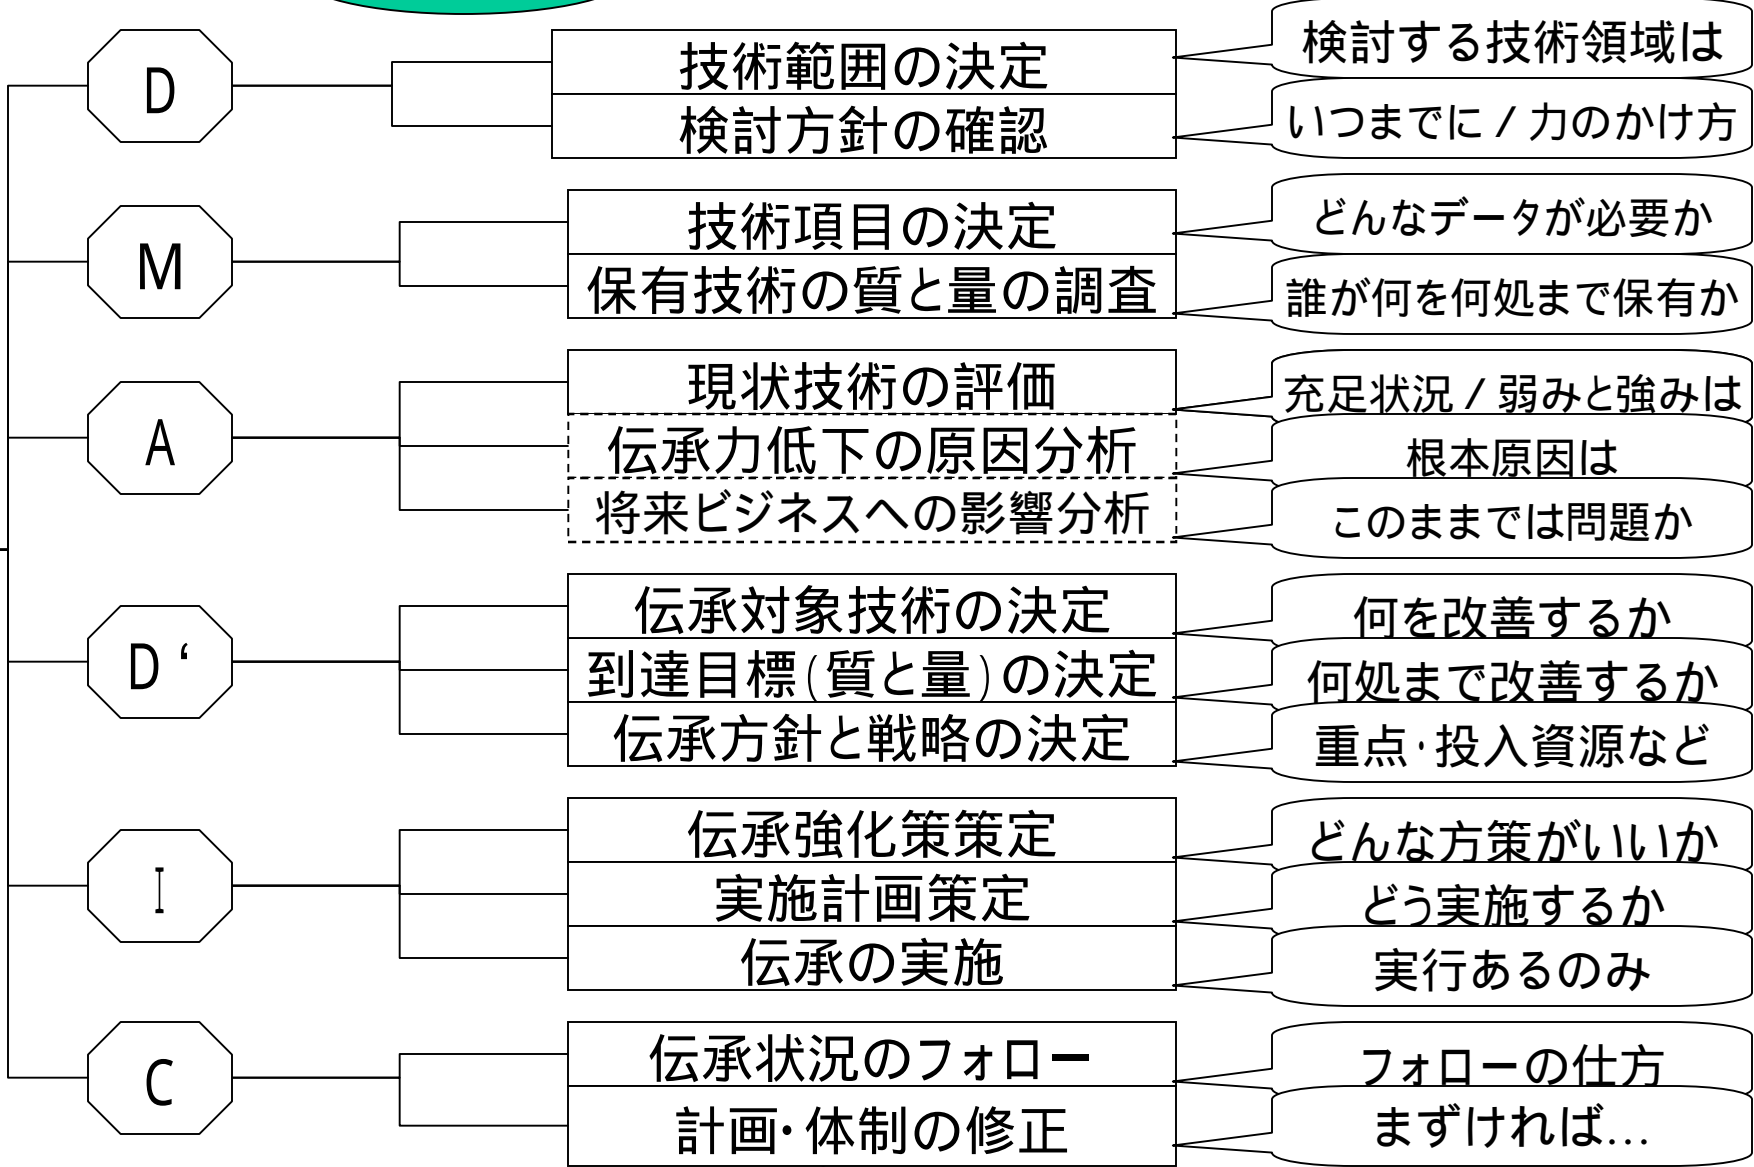 D
技術範囲の決定
検討する技術領域は
検討方針の確認
いつまでに / 力のかけ方
M
技術項目の決定
どんなデータが必要か
保有技術の質と量の調査
誰が何を何処まで保有か
A
現状技術の評価
充足状況 / 弱みと強みは
伝承力低下の原因分析
根本原因は
将来ビジネスへの影響分析
このままでは問題か
D‘
伝承対象技術の決定
何を改善するか
到達目標(質と量)の決定
何処まで改善するか
伝承方針と戦略の決定
重点・投入資源など
I
伝承強化策策定
どんな方策がいいか
実施計画策定
どう実施するか
伝承の実施
実行あるのみ
C
伝承状況のフォロー
フォローの仕方
計画・体制の修正
まずければ…